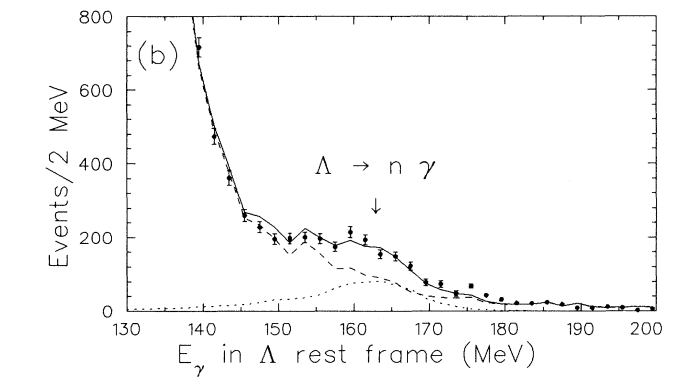 800
600
400
200
0
Events/2 MeV
(b)
Λ → n γ
↓
130 140 150 160 170 180 190 200
Eγ in Λ rest frame (MeV)